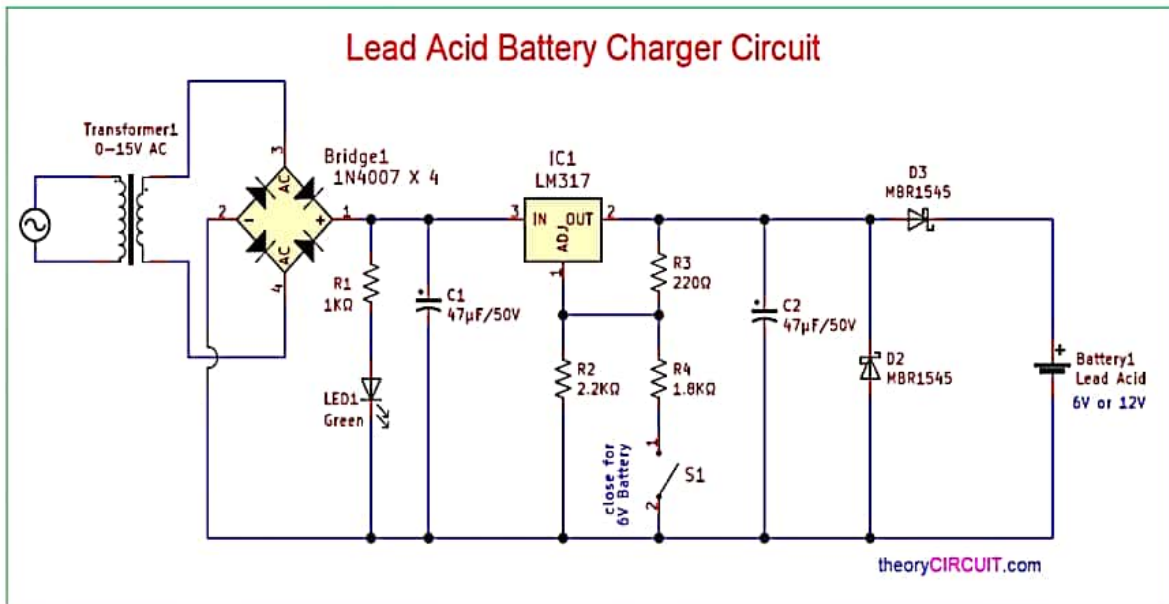 Lead Acid Battery Charger Circuit
Transformer1
0-15V AC
3
AC
Bridge1
1N4007 X 4
2
-
+
1
AC
4
R1
1KΩ
LED1
Green
C1
47µF/50V
IC1
LM317
3
IN
OUT
2
ADJ
1
R3
220Ω
R2
2.2KΩ
R4
1.8KΩ
close for
6V Battery
1
S1
2
C2
47µF/50V
D3
MBR1545
D2
MBR1545
+
Battery1
Lead Acid
6V or 12V
theoryCIRCUIT.com